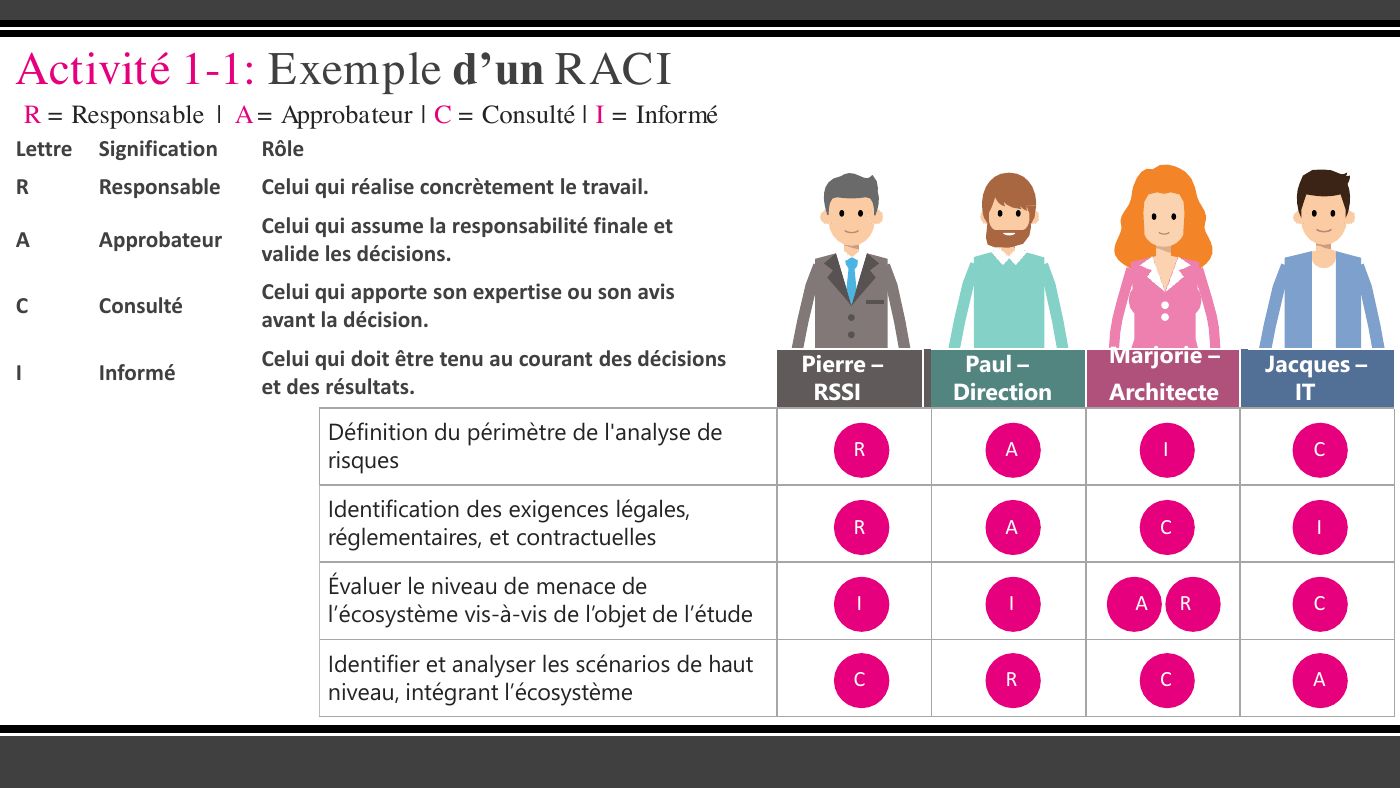 Activité 1-1: Exemple d’un RACI
R = Responsable | A = Approbateur | C = Consulté | I = Informé
Lettre Signification Rôle
R Responsable Celui qui réalise concrètement le travail.
A Approbateur Celui qui assume la responsabilité finale et
valide les décisions.
C Consulté Celui qui apporte son expertise ou son avis
avant la décision.
I Informé Celui qui doit être tenu au courant des décisions
et des résultats.
Pierre – Paul – Marjorie – Jacques –
RSSI Direction Architecte IT
Définition du périmètre de l'analyse de
risques
R A I C
Identification des exigences légales,
réglementaires, et contractuelles
R A C I
Évaluer le niveau de menace de
l’écosystème vis-à-vis de l’objet de l’étude
I I A R C
Identifier et analyser les scénarios de haut
niveau, intégrant l’écosystème
C R C A